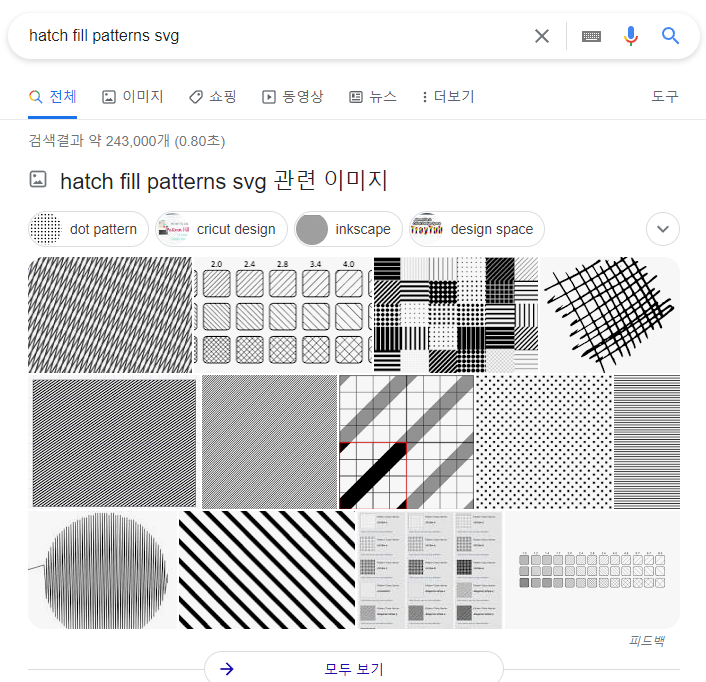 hatch fill patterns svg
전체 이미지 쇼핑 동영상 뉴스 더보기 도구
검색결과 약 243,000개 (0.80초)
hatch fill patterns svg 관련 이미지
dot pattern cricut design inkscape design space
2.0 2.4 2.8 3.4 4.0
피드백
모두 보기